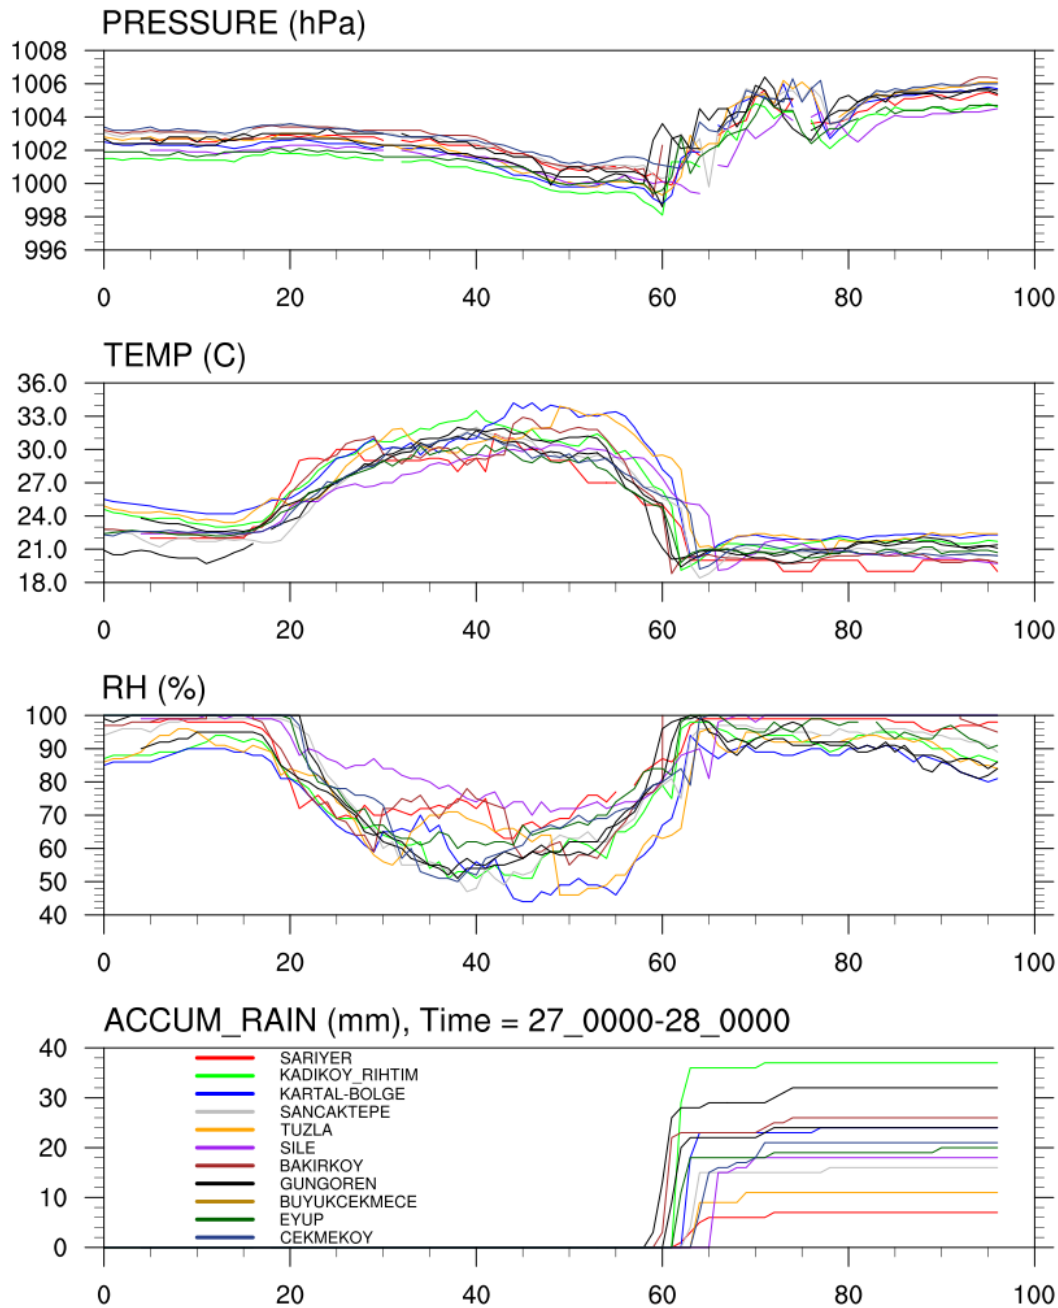 PRESSURE (hPa)
1008
1006
1004
1002
1000
998
996
0 20 40 60 80 100
TEMP (C)
36.0
33.0
30.0
27.0
24.0
21.0
18.0
0 20 40 60 80 100
RH (%)
100
90
80
70
60
50
40
0 20 40 60 80 100
ACCUM_RAIN (mm), Time = 27_0000-28_0000
40
30
20
10
0
SARIYER
KADIKOY_RIHTIM
KARTAL-BOLGE
SANCAKTEPE
TUZLA
SILE
BAKIRKOY
GUNGOREN
BUYUKCEKMECE
EYUP
CEKMEKOY
0 20 40 60 80 100